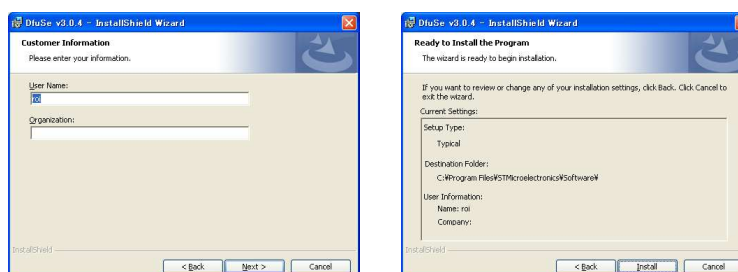 DfuSe v3.0.4 - InstallShield Wizard
Customer Information
Please enter your information.
User Name:
roi
Organization:
InstallShield
< Back
Next >
Cancel
DfuSe v3.0.4 - InstallShield Wizard
Ready to Install the Program
The wizard is ready to begin installation.
If you want to review or change any of your installation settings, click Back. Click Cancel to
exit the wizard.
Current Settings:
Setup Type:
Typical
Destination Folder:
C:¥Program Files¥STMicroelectronics¥Software¥
User Information:
Name: roi
Company:
InstallShield
< Back
Install
Cancel